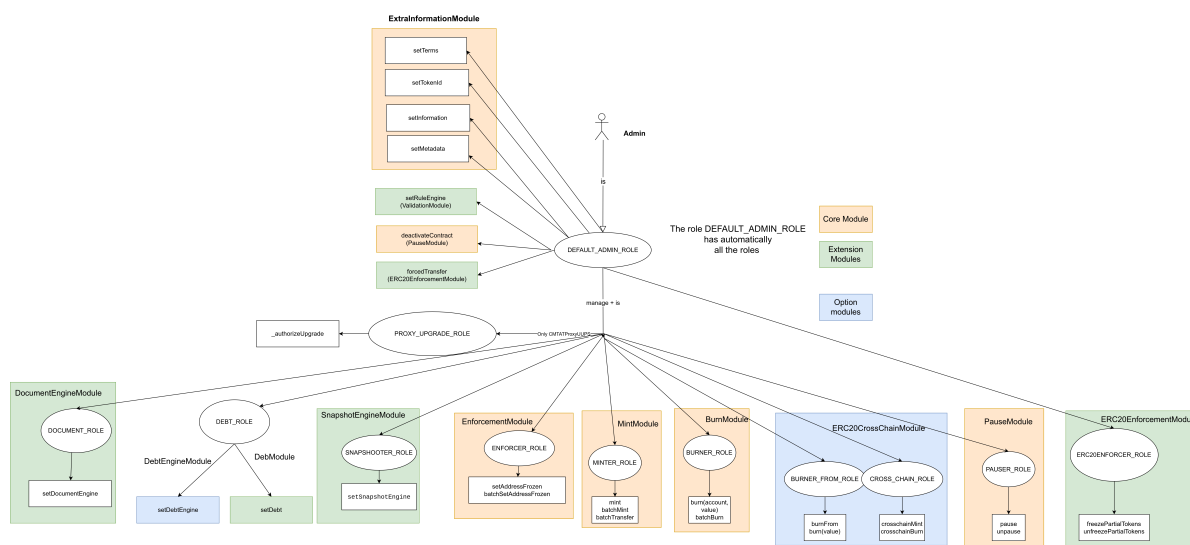 ExtraInformationModule
setTerms
setTokenId
setInformation
setMetadata
Admin
is
setRuleEngine
(ValidationModule)
deactivateContract
(PauseModule)
forcedTransfer
(ERC20EnforcementModule)
DEFAULT_ADMIN_ROLE
The role DEFAULT_ADMIN_ROLE
has automatically
all the roles
Core Module
Extension
Modules
Option
modules
manage + is
_authorizeUpgrade
PROXY_UPGRADE_ROLE
Only CMTATProxyUUPS
DocumentEngineModule
DOCUMENT_ROLE
setDocumentEngine
DEBT_ROLE
DebtEngineModule
DebModule
setDebtEngine
setDebt
SnapshotEngineModule
SNAPSHOOTER_ROLE
setSnapshotEngine
EnforcementModule
ENFORCER_ROLE
setAddressFrozen
batchSetAddressFrozen
MintModule
MINTER_ROLE
mint
batchMint
batchTransfer
BurnModule
BURNER_ROLE
burn(account,
value)
batchBurn
ERC20CrossChainModule
BURNER_FROM_ROLE
burnFrom
burn(value)
CROSS_CHAIN_ROLE
crosschainMint
crosschainBurn
PauseModule
PAUSER_ROLE
pause
unpause
ERC20EnforcementModu
ERC20ENFORCER_ROLE
freezePartialTokens
unfreezePartialTokens